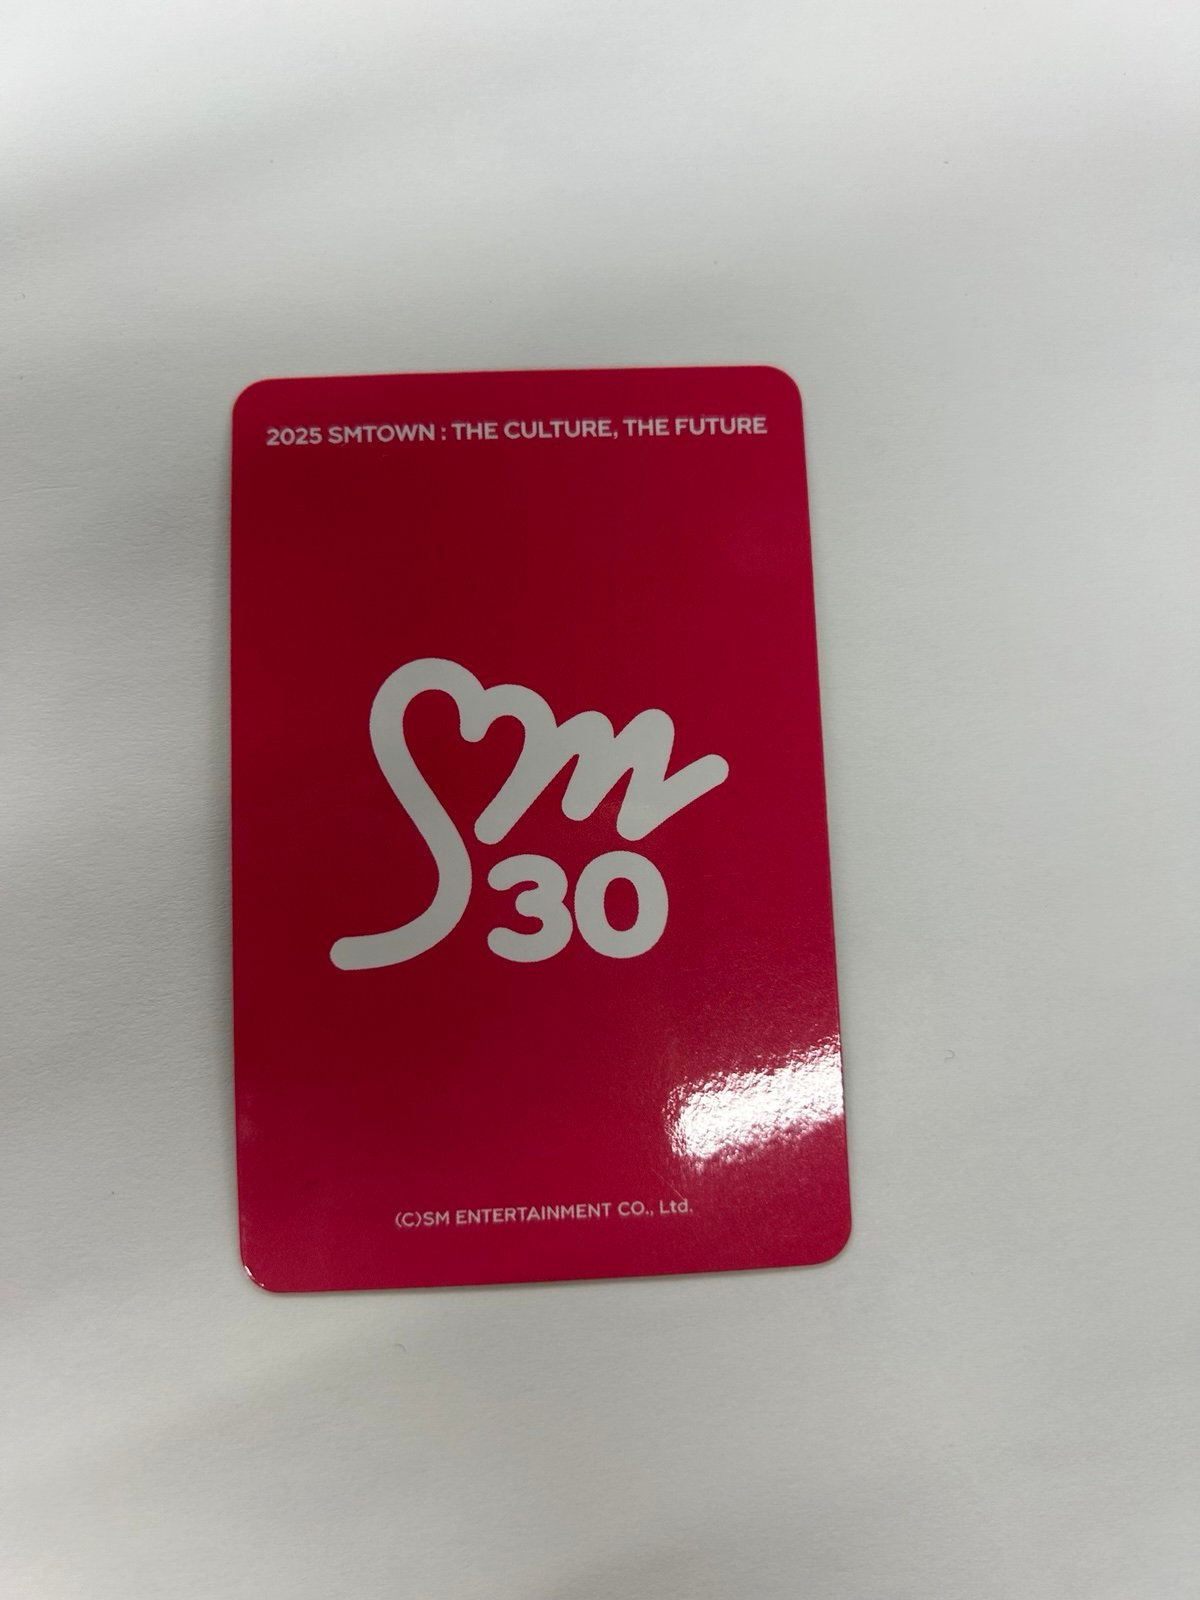 2025 SMTOWN : THE CULTURE, THE FUTURE
Sm
30
(C)SM ENTERTAINMENT CO., Ltd.